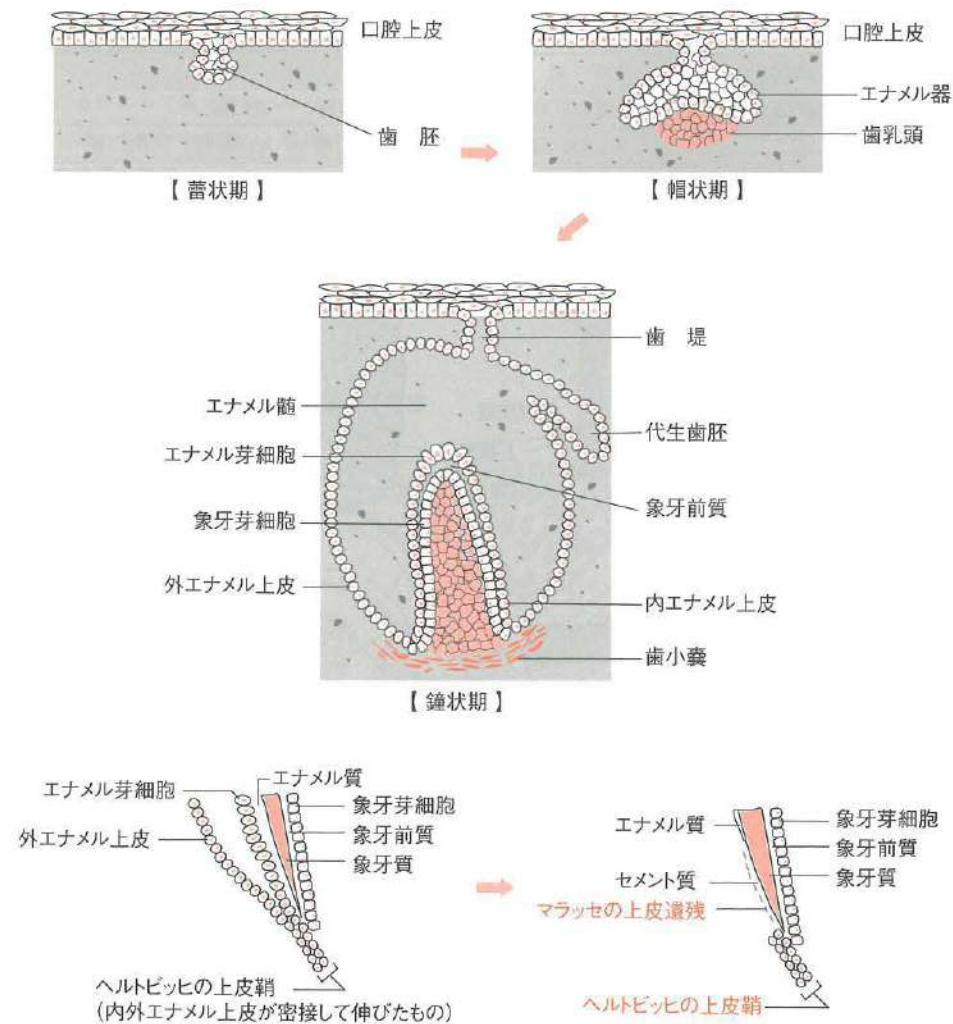 口腔上皮
歯 胚
【 蕾状期 】
口腔上皮
エナメル器
歯乳頭
【 帽状期 】
歯 堤
エナメル髄
代生歯胚
エナメル芽細胞
象牙前質
象牙芽細胞
外エナメル上皮
内エナメル上皮
歯小嚢
【 鐘状期 】
エナメル芽細胞
エナメル質
象牙芽細胞
外エナメル上皮
象牙前質
象牙質
ヘルトビッヒの上皮鞘
(内外エナメル上皮が密接して伸びたもの)
エナメル質
象牙芽細胞
象牙前質
セメント質
象牙質
マラッセの上皮遺残
ヘルトビッヒの上皮鞘